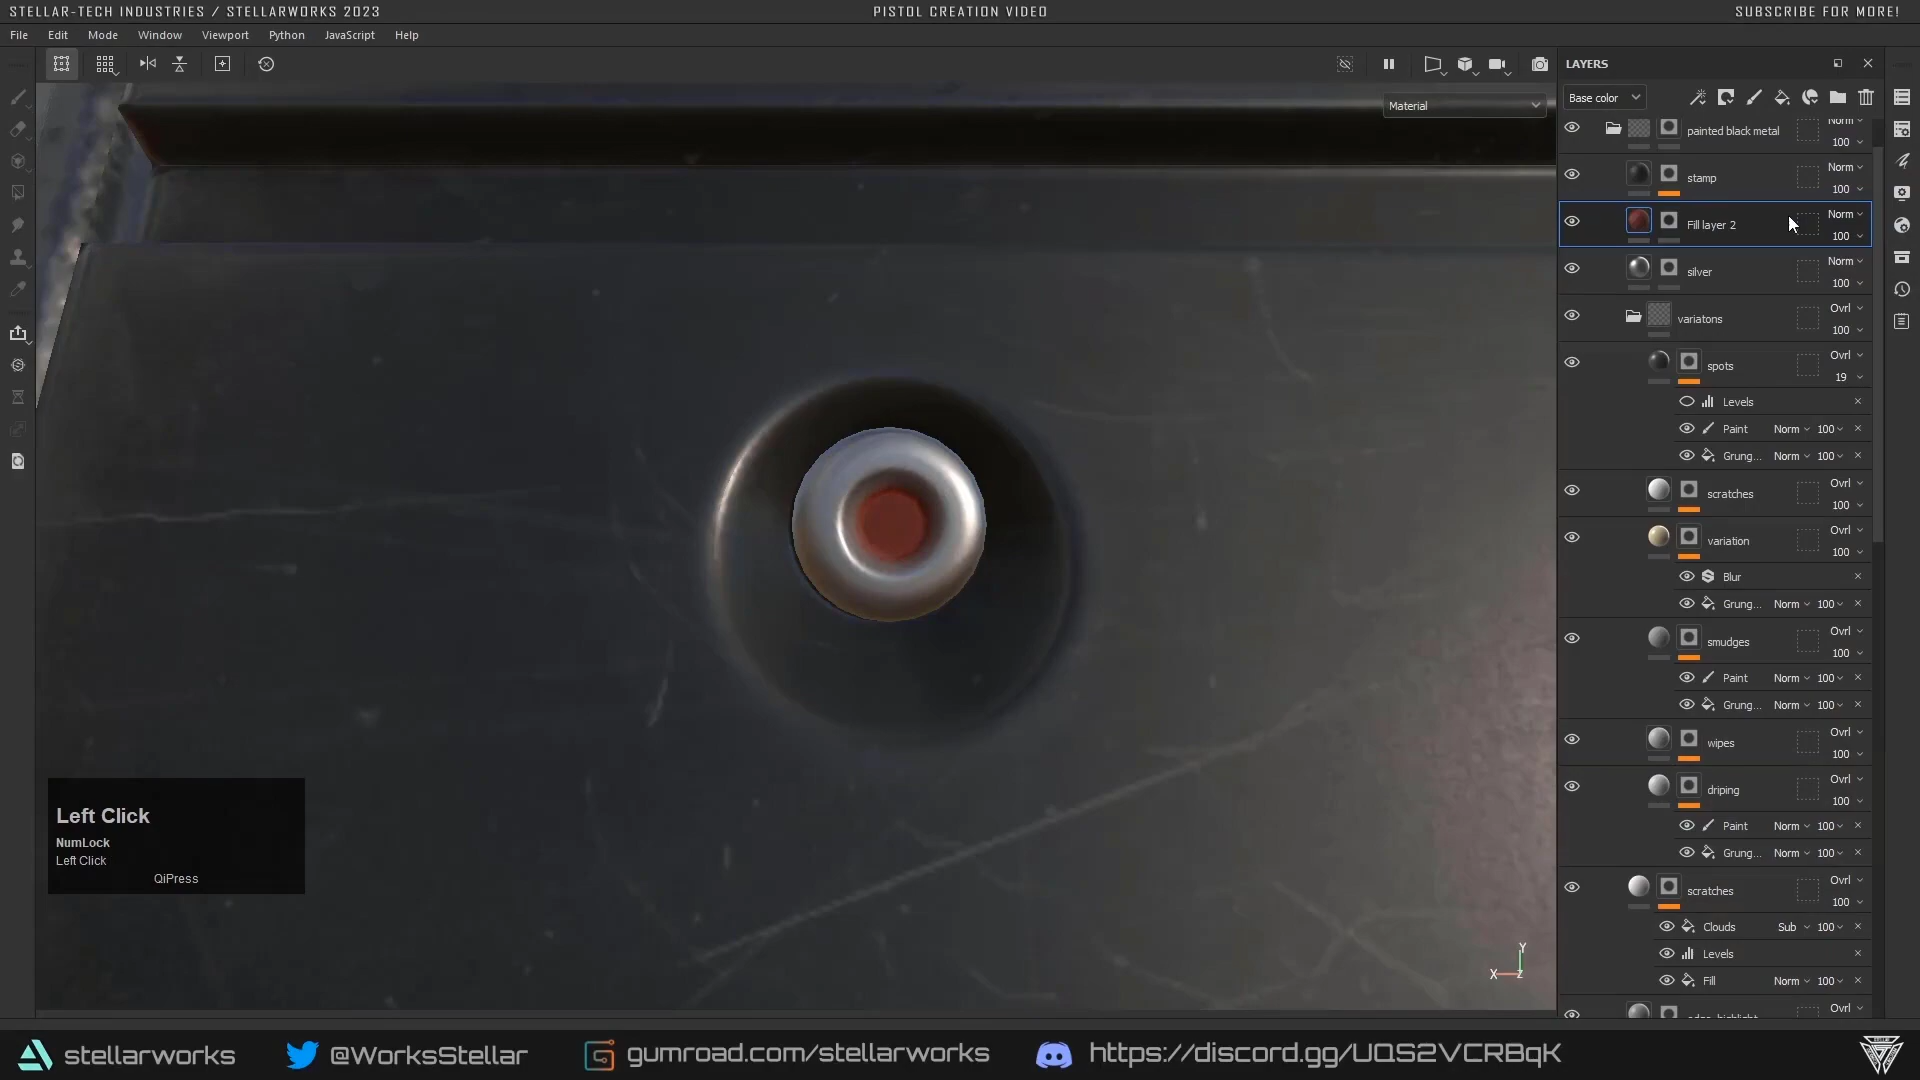 STELLAR-TECH INDUSTRIES / STELLARWORKS 2023
PISTOL CREATION VIDEO
SUBSCRIBE FOR MORE!
File Edit Mode Window Viewport Python JavaScript Help
LAYERS
Material
Base color
Norm
painted black metal
100
Norm
stamp
100
Norm
Fill layer 2
100
Norm
silver
100
Ovrl
variatons
100
Ovrl
spots
19
Levels
Paint Norm 100
Grung... Norm 100
Ovrl
scratches
100
Ovrl
variation
100
Blur
Grung... Norm 100
Ovrl
smudges
100
Paint Norm 100
Grung... Norm 100
Ovrl
wipes
100
Ovrl
driping
100
Paint Norm 100
Grung... Norm 100
Ovrl
scratches
100
Clouds Sub 100
Levels
Fill Norm 100
Ovrl
Left Click
NumLock
Left Click
QiPress
Y
X Z
stellarworks
@WorksStellar
gumroad.com/stellarworks
https://discord.gg/UQS2VCRBqK